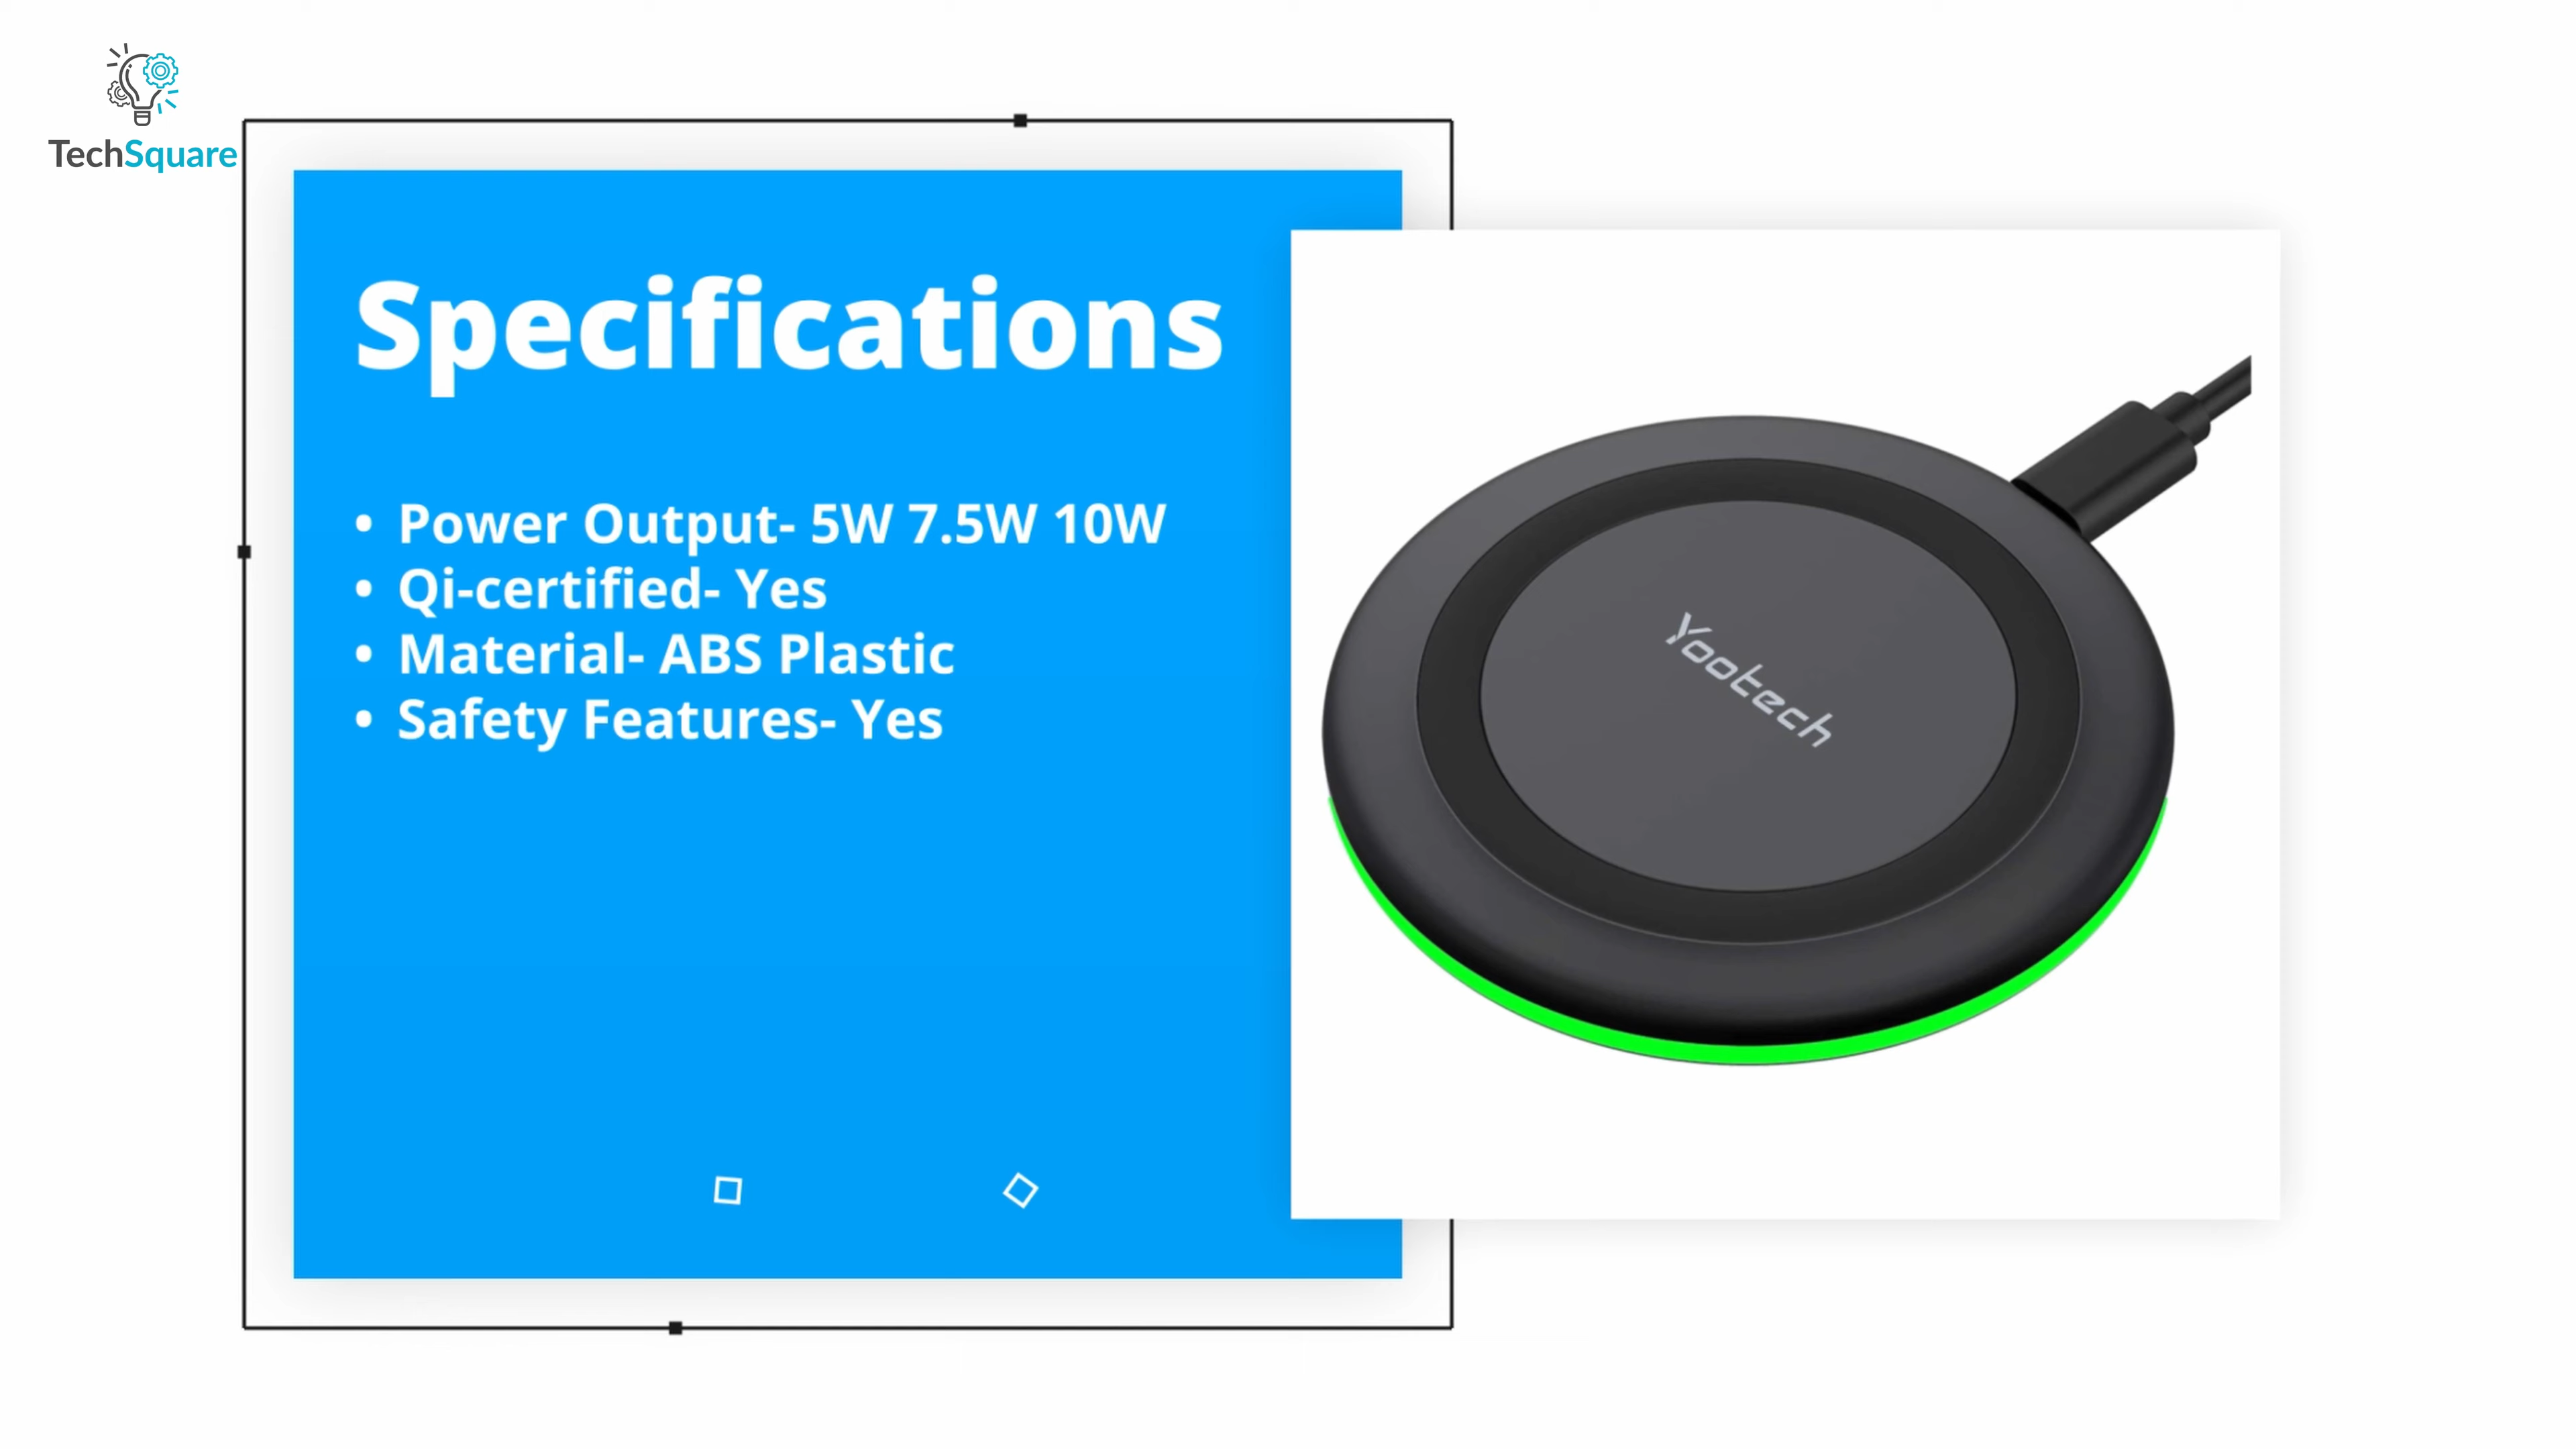 TechSquare
Specifications
• Power Output- 5W 7.5W 10W
• Qi-certified- Yes
• Material- ABS Plastic
• Safety Features- Yes
Yootech